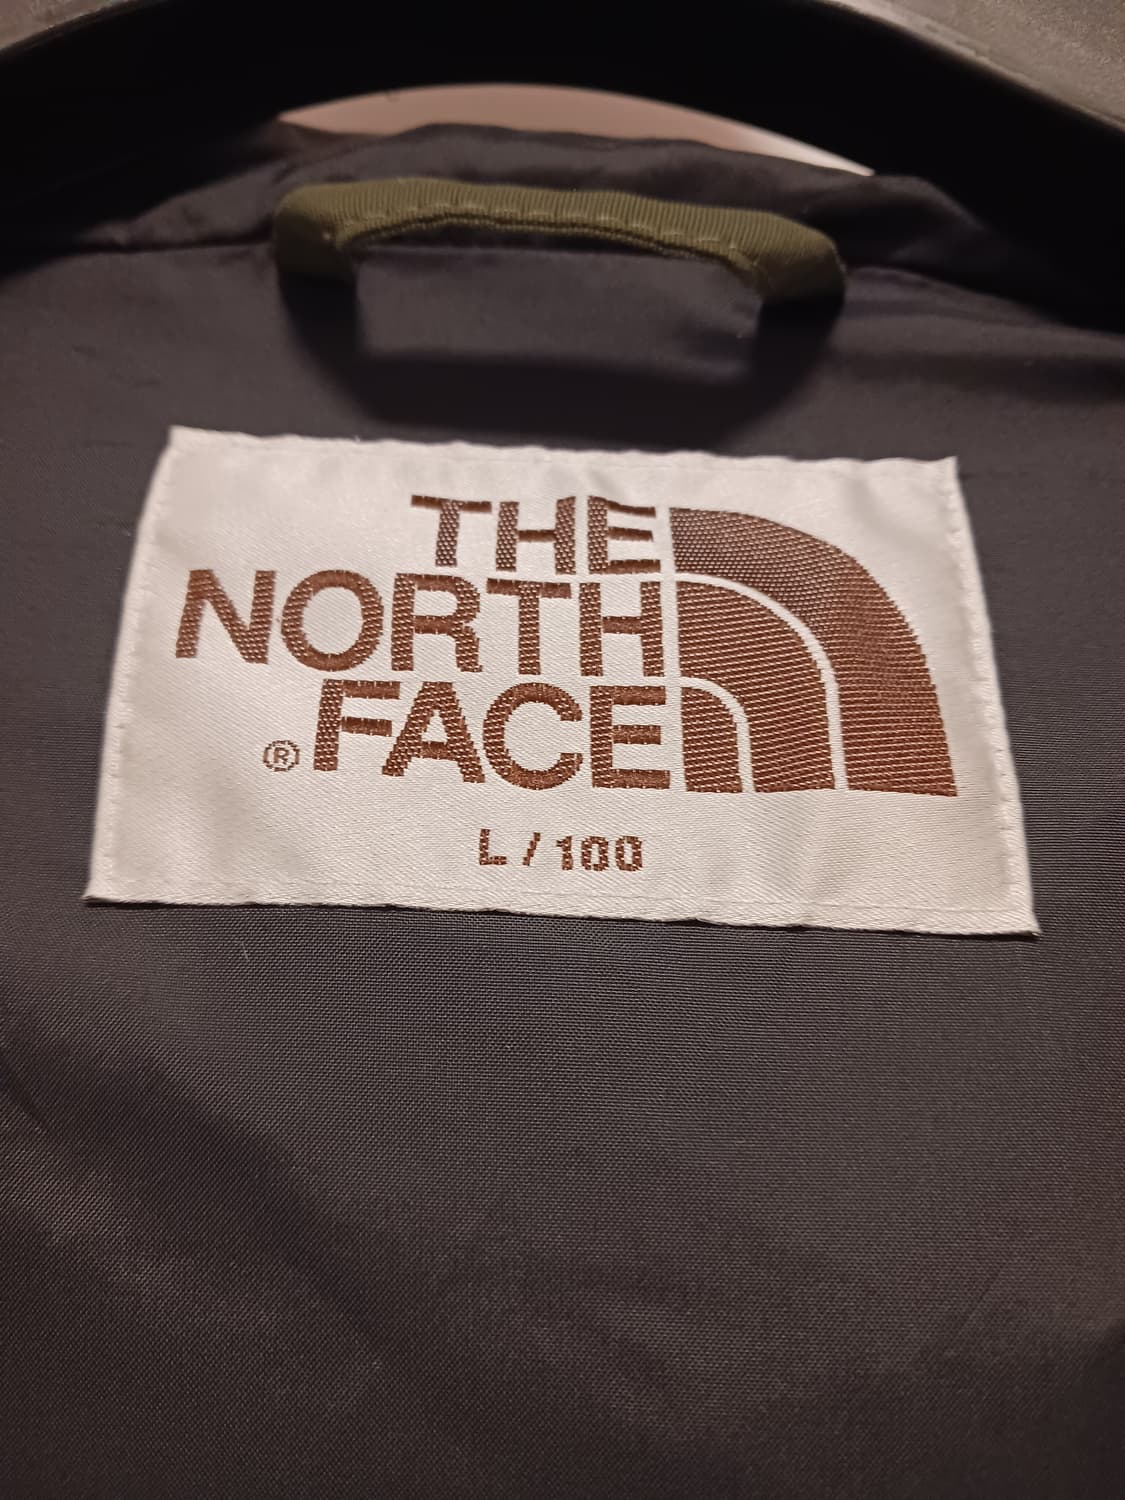 THE
NORTH
® FACE
L / 100